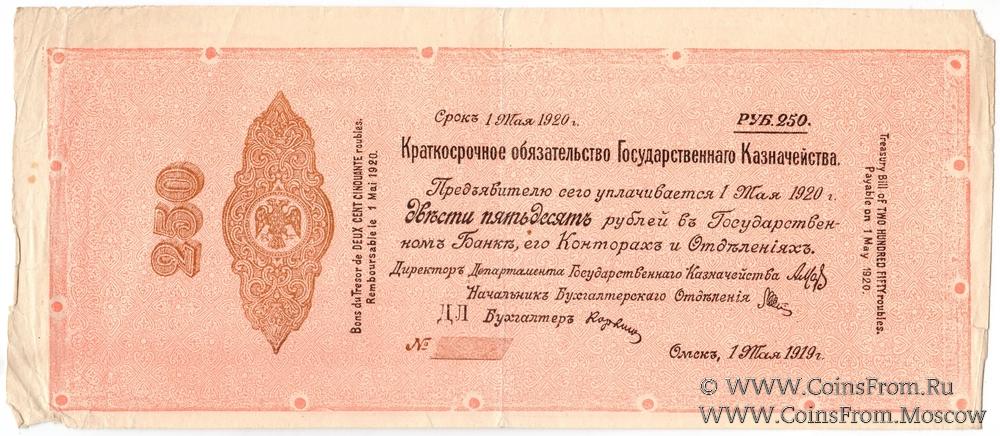 250
Bons du Tresor de DEUX CENT CINQUANTE roubles.
Remboursable le 1 Mai 1920.
Срокъ 1 Мая 1920 г.
РУБ. 250.
Краткосрочное обязательство Государственнаго Казначейства.
Предъявителю сего уплачивается 1 Мая 1920 г.
двѣсти пятьдесятъ рублей въ Государствен-
номъ Банкѣ, его Конторахъ и Отдѣленіяхъ.
Директоръ Департамента Государственнаго Казначейства
Начальникъ Бухгалтерскаго Отдѣленія
ДЛ Бухгалтеръ
№
Омскъ, 1 Мая 1919 г.
Treasury Bill of TWO HUNDRED FIFTY roubles.
Payable on 1 May 1920.
© WWW.CoinsFrom.Ru
WWW.CoinsFrom.Moscow